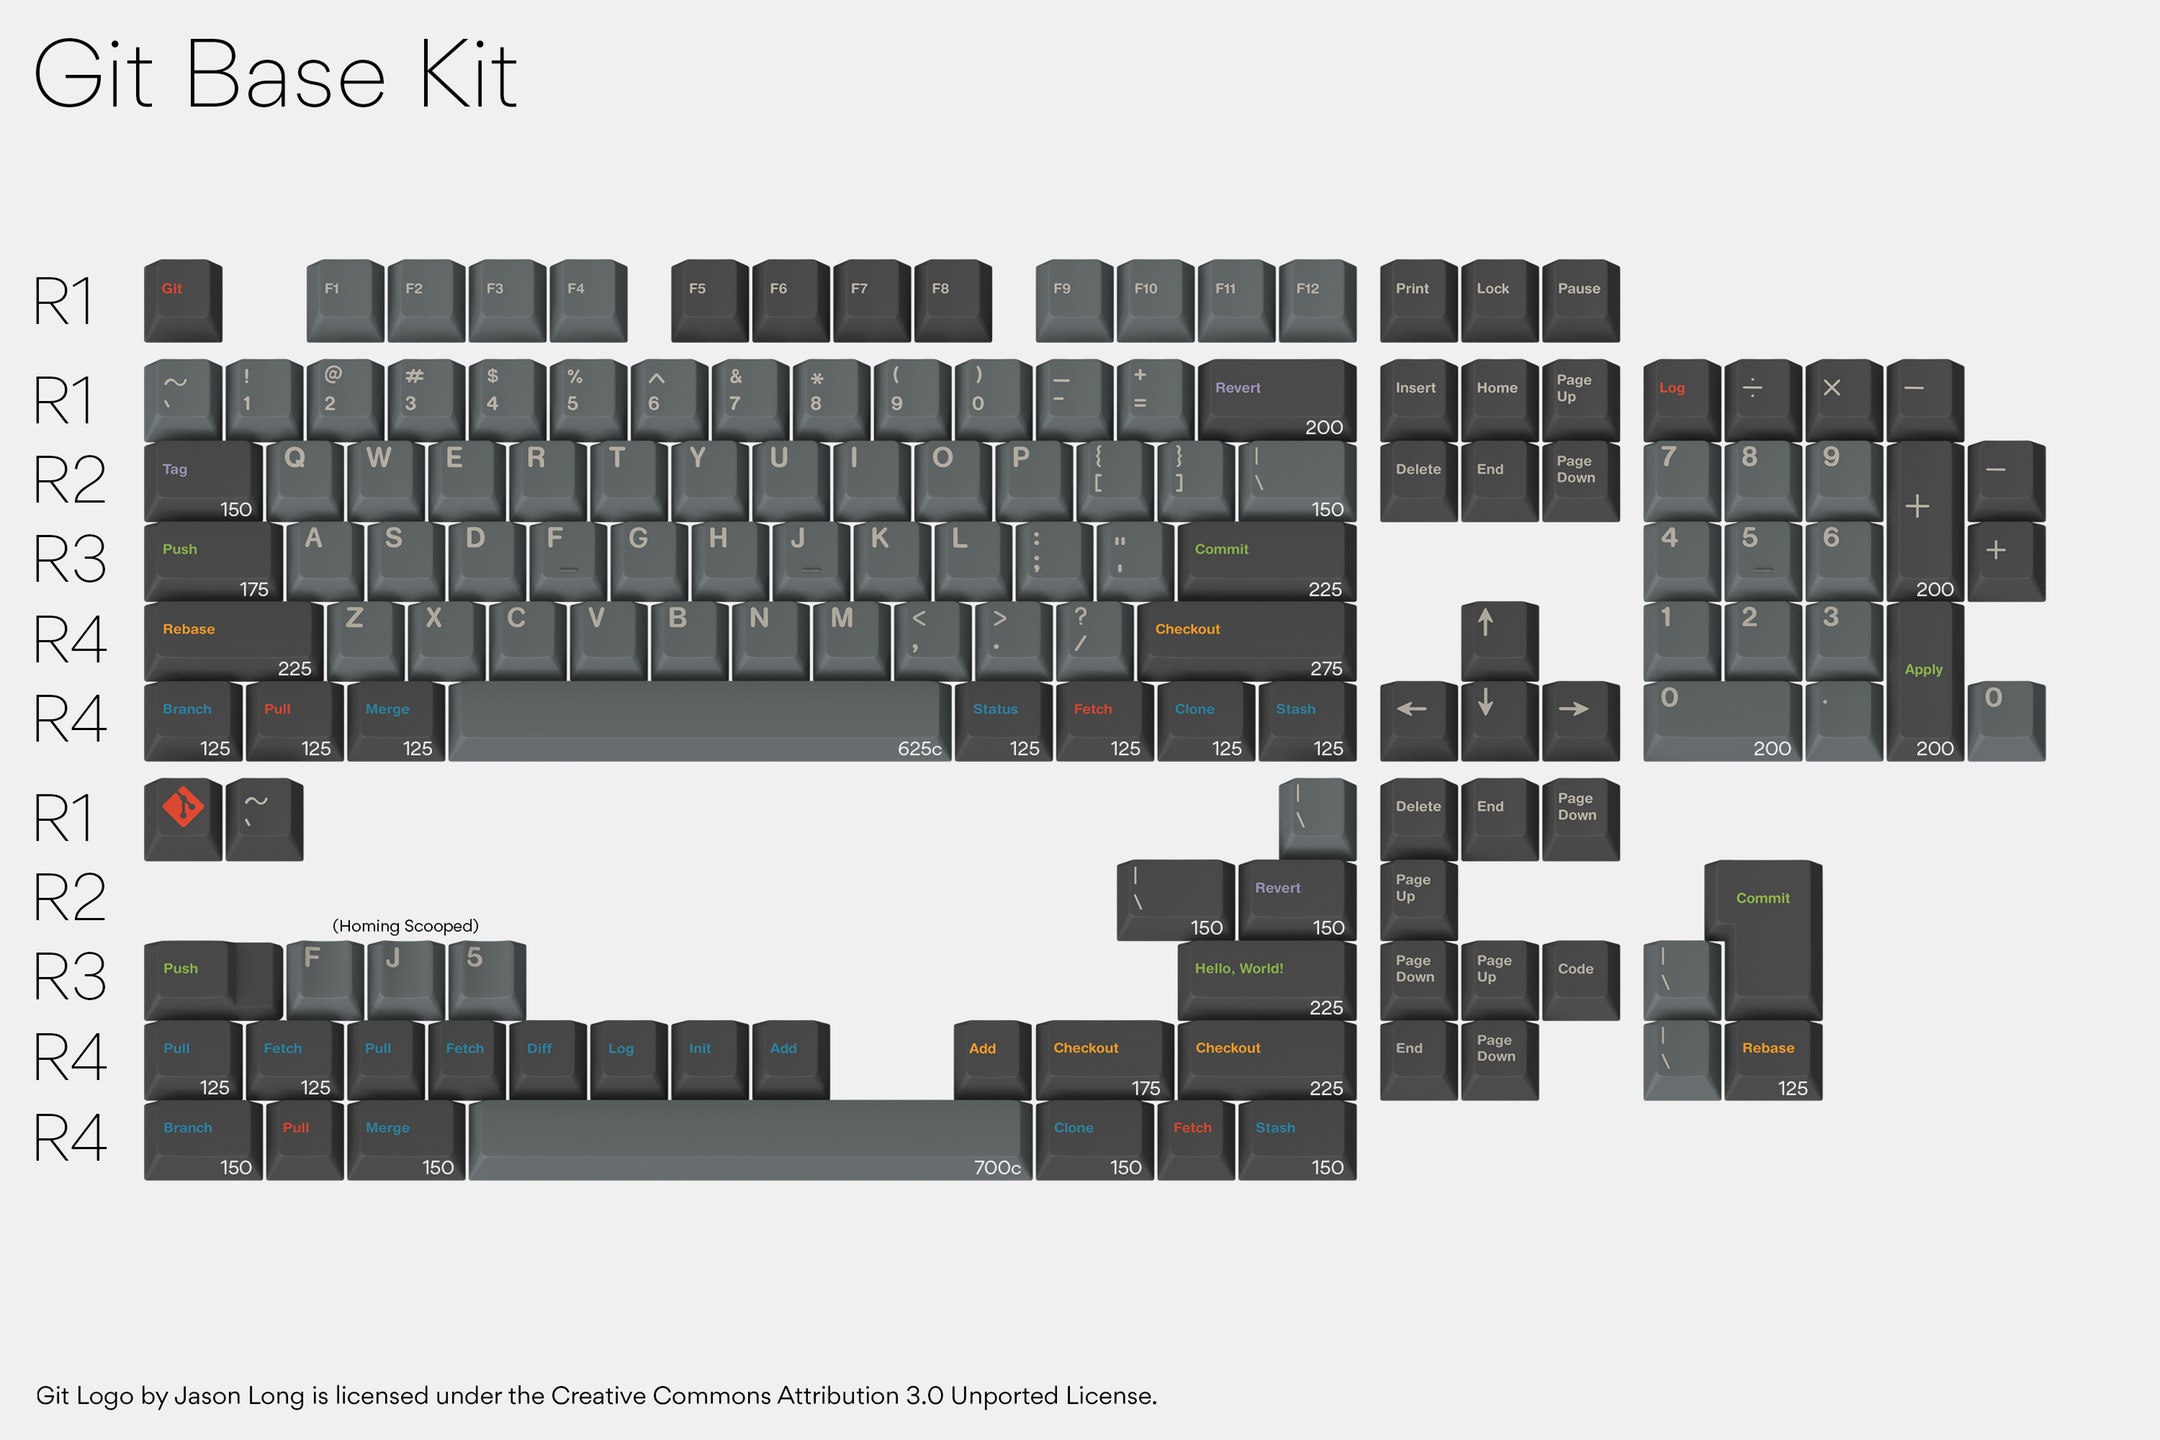 Git Base Kit
R1
Git F1 F2 F3 F4 F5 F6 F7 F8 F9 F10 F11 F12 Print Lock Pause
R1
~ ! @ # $ % ^ & * ( ) _ + Revert Insert Home Page Up Log ÷ × −
` 1 2 3 4 5 6 7 8 9 0 - = 200
R2
Tag Q W E R T Y U I O P { } | Delete End Page Down 7 8 9 + −
150 [ ] \ 150
R3
Push A S D F J G H K L : " Commit 4 5 6 +
175 ; ' 225 200
R4
Rebase Z X C V B N M < > ? Checkout ↑ 1 2 3 Apply
225 , . / 275
R4
Branch Pull Merge Status Fetch Clone Stash ← ↓ → 0 . 0
125 125 125 625c 125 125 125 125 200 200
R1
~ | Delete End Page Down
` \
R2
| Revert Page Up Commit
\ 150 150
(Homing Scooped)
R3
Push F J 5 Hello, World! Page Down Page Up Code |
225 \
R4
Pull Fetch Pull Fetch Diff Log Init Add Add Checkout Checkout End Page Down | Rebase
125 125 175 225 \ 125
R4
Branch Pull Merge Clone Fetch Stash
150 150 700c 150 150
Git Logo by Jason Long is licensed under the Creative Commons Attribution 3.0 Unported License.